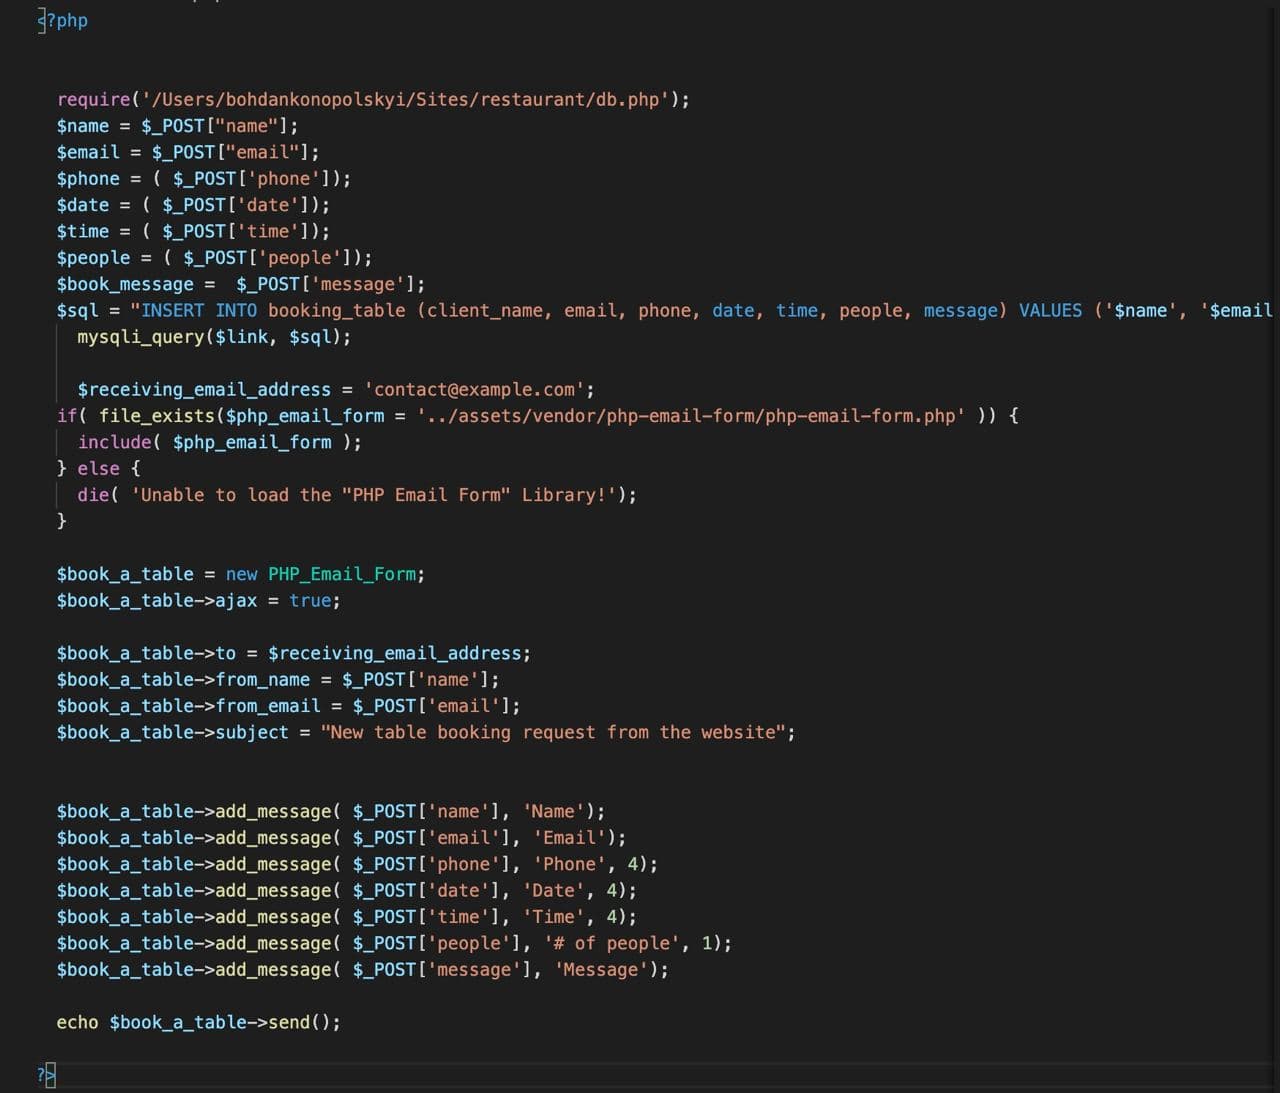 <?php
require('/Users/bohdankonopolskyi/Sites/restaurant/db.php');
$name = $_POST["name"];
$email = $_POST["email"];
$phone = ( $_POST['phone']);
$date = ( $_POST['date']);
$time = ( $_POST['time']);
$people = ( $_POST['people']);
$book_message =  $_POST['message'];
$sql = "INSERT INTO booking_table (client_name, email, phone, date, time, people, message) VALUES ('$name', '$email
mysqli_query($link, $sql);
$receiving_email_address = 'contact@example.com';
if( file_exists($php_email_form = '../assets/vendor/php-email-form/php-email-form.php' )) {
include( $php_email_form );
} else {
die( 'Unable to load the "PHP Email Form" Library!');
}
$book_a_table = new PHP_Email_Form;
$book_a_table->ajax = true;
$book_a_table->to = $receiving_email_address;
$book_a_table->from_name = $_POST['name'];
$book_a_table->from_email = $_POST['email'];
$book_a_table->subject = "New table booking request from the website";
$book_a_table->add_message( $_POST['name'], 'Name');
$book_a_table->add_message( $_POST['email'], 'Email');
$book_a_table->add_message( $_POST['phone'], 'Phone', 4);
$book_a_table->add_message( $_POST['date'], 'Date', 4);
$book_a_table->add_message( $_POST['time'], 'Time', 4);
$book_a_table->add_message( $_POST['people'], '# of people', 1);
$book_a_table->add_message( $_POST['message'], 'Message');
echo $book_a_table->send();
?>